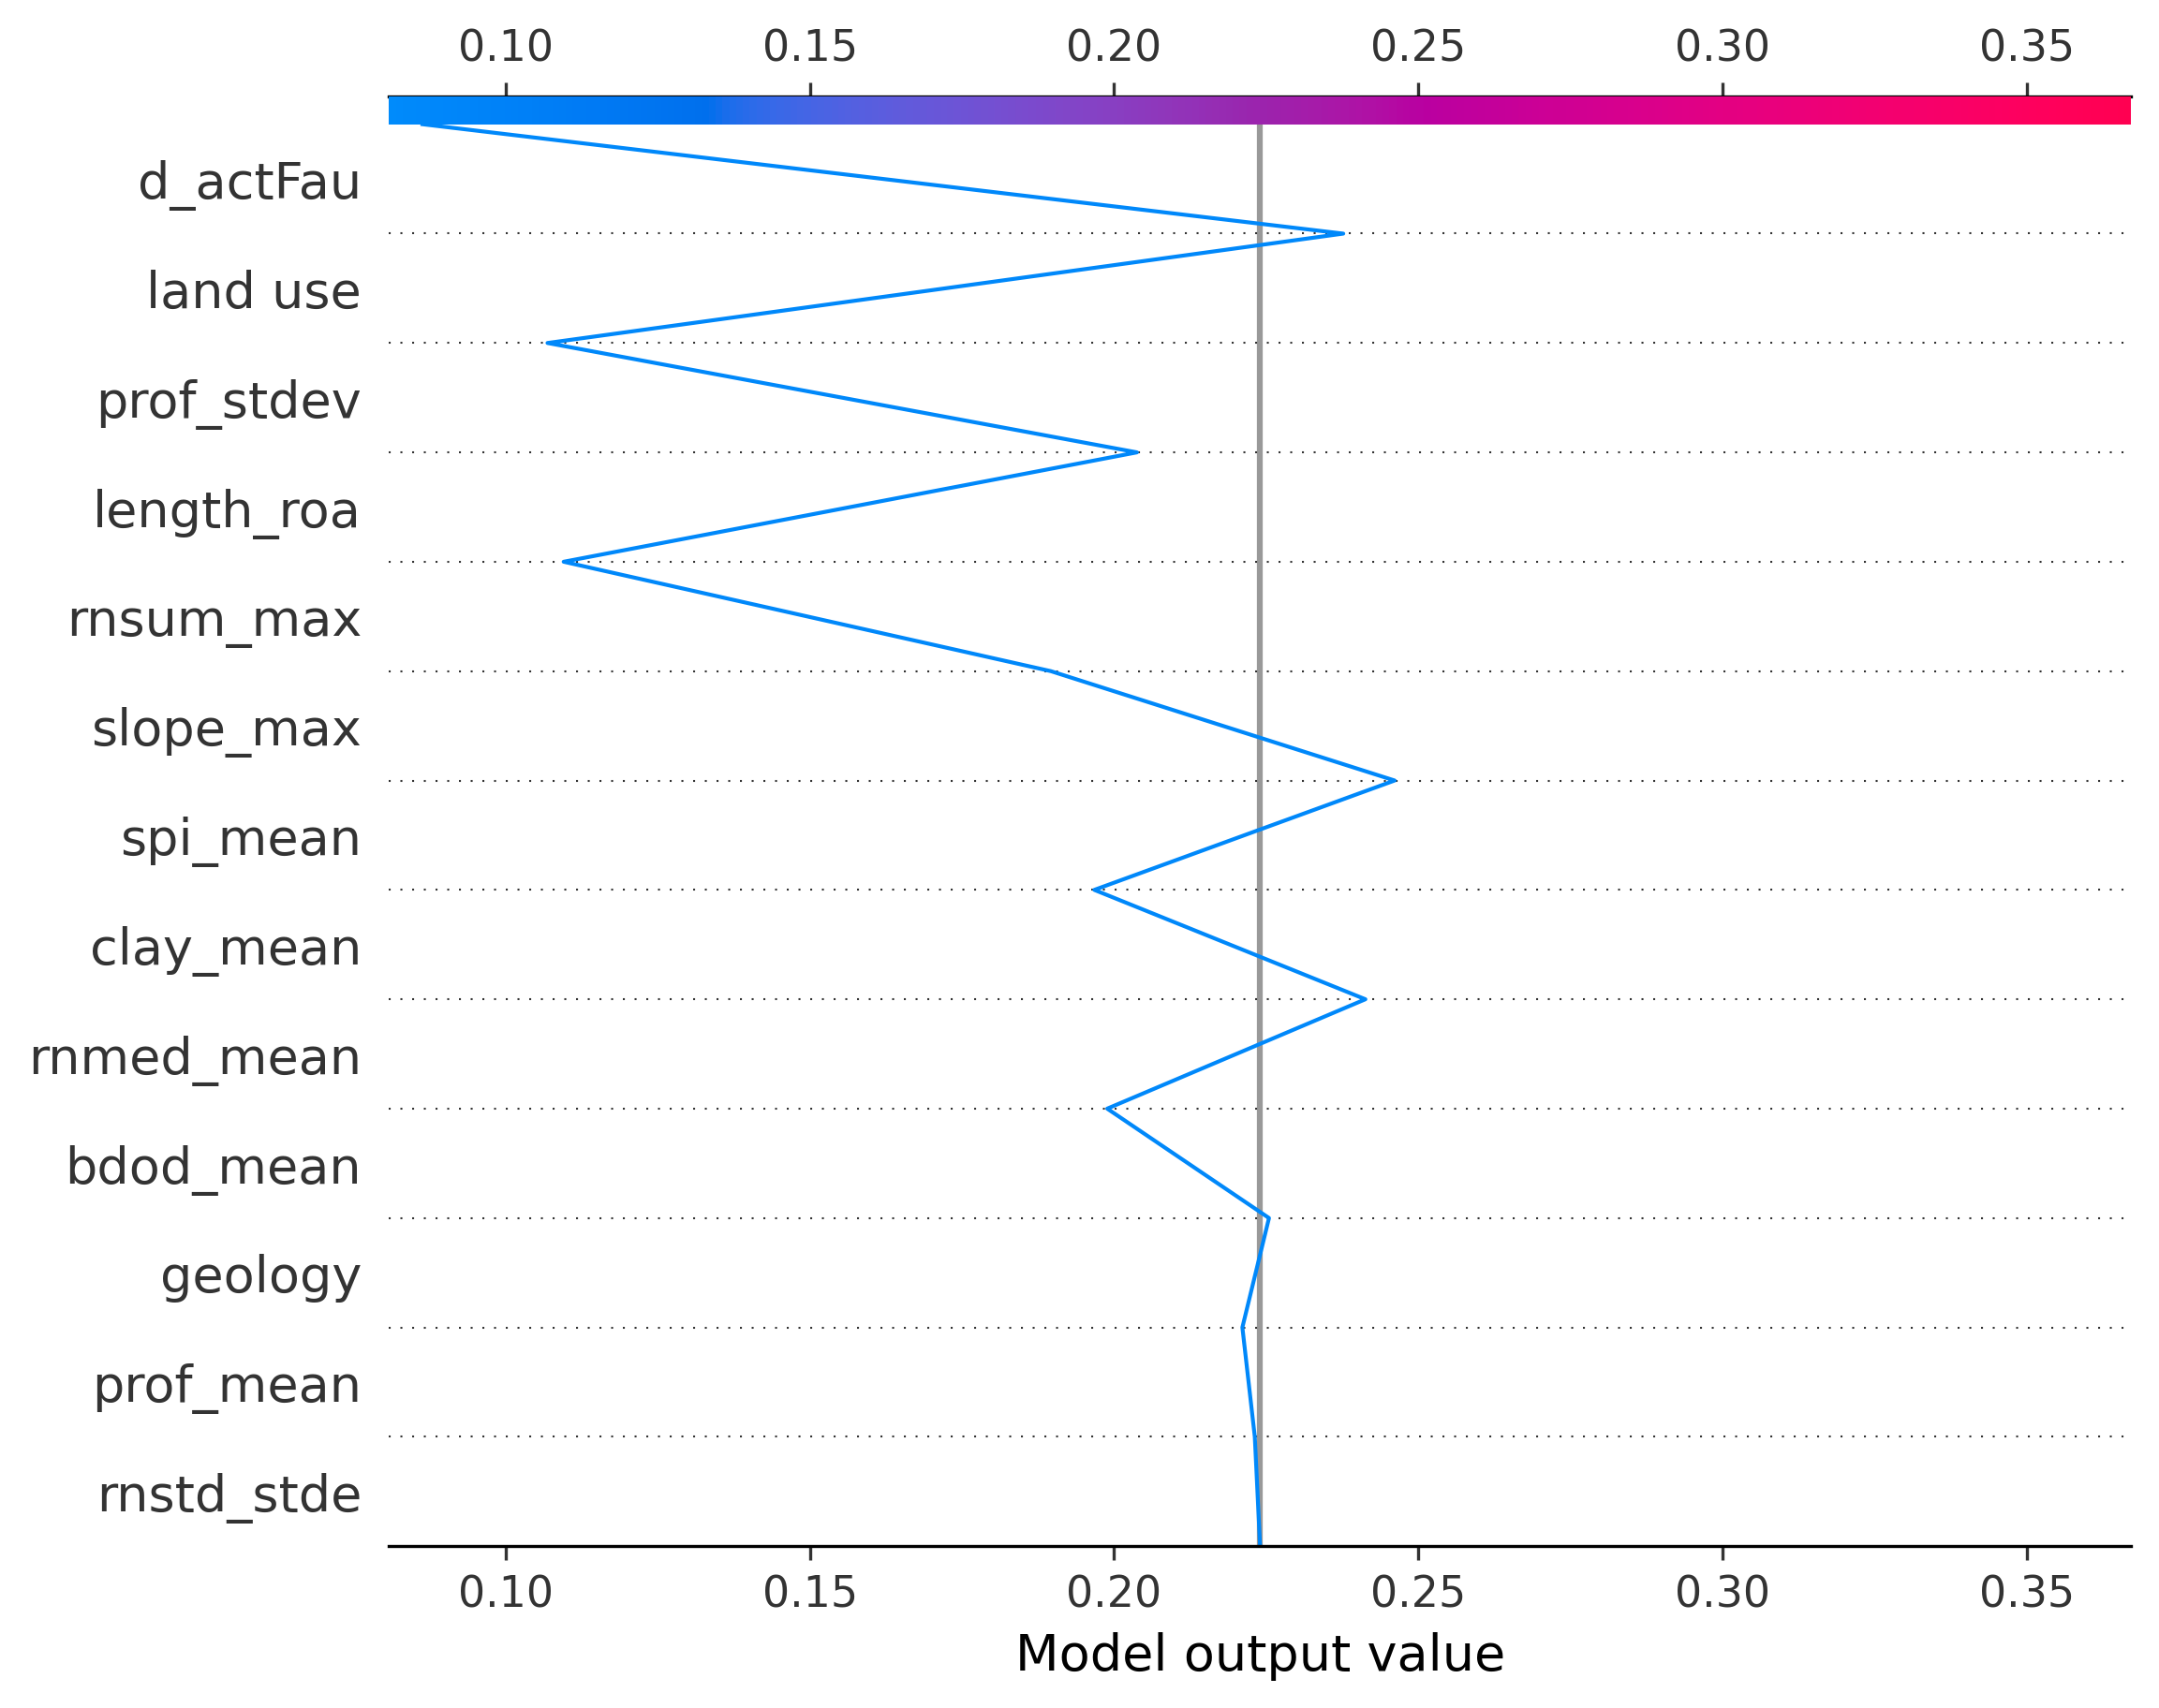 0.10 0.15 0.20 0.25 0.30 0.35
d_actFau
land use
prof_stdev
length_roa
rnsum_max
slope_max
spi_mean
clay_mean
rnmed_mean
bdod_mean
geology
prof_mean
rnstd_stde
0.10 0.15 0.20 0.25 0.30 0.35
Model output value